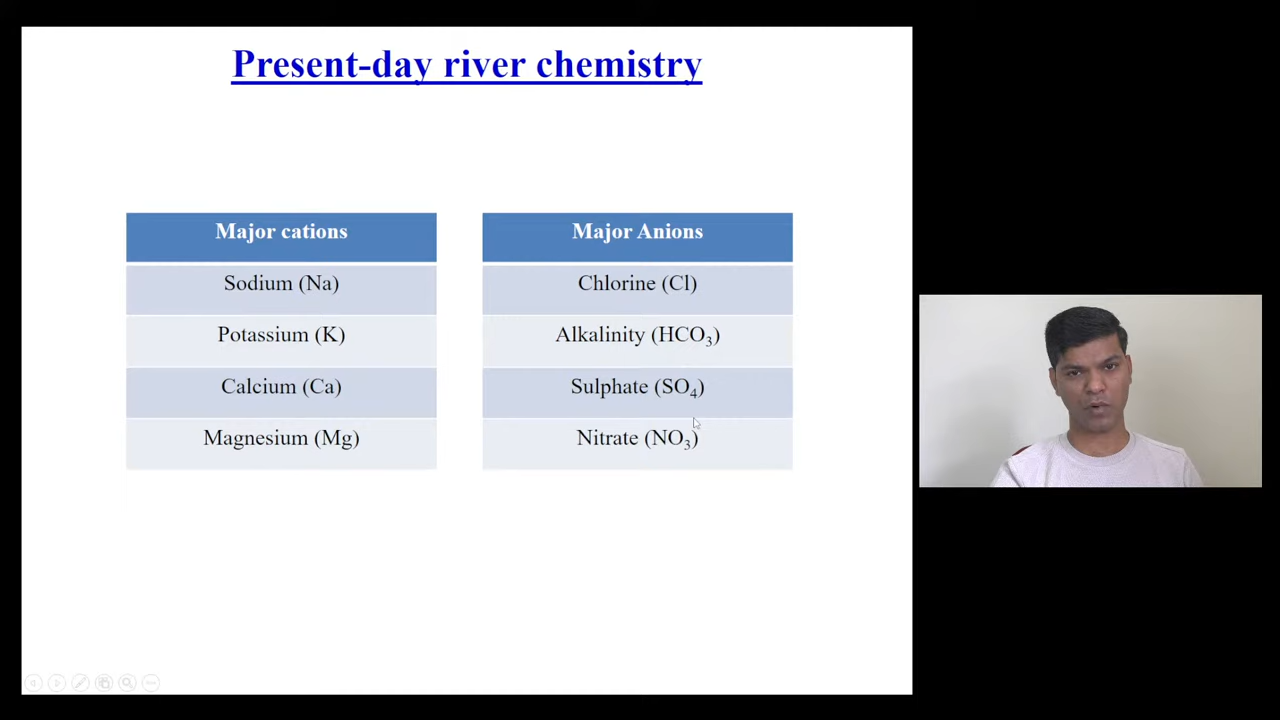 Present-day river chemistry
Major cations
Sodium (Na)
Potassium (K)
Calcium (Ca)
Magnesium (Mg)
Major Anions
Chlorine (Cl)
Alkalinity (HCO₃)
Sulphate (SO₄)
Nitrate (NO₃)